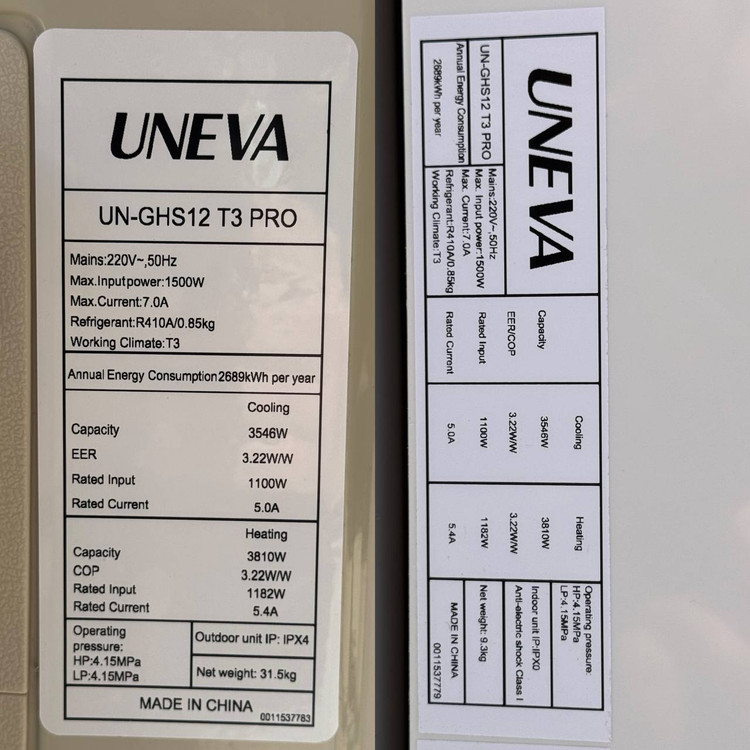 UNEVA
UN-GHS12 T3 PRO
Mains:220V~,50Hz
Max.Inputpower:1500W
Max.Current:7.0A
Refrigerant:R410A/0.85kg
Working Climate:T3
Annual Energy Consumption2689kWh per year
Cooling
Capacity 3546W
EER 3.22W/W
Rated Input 1100W
Rated Current 5.0A
Heating
Capacity 3810W
COP 3.22W/W
Rated Input 1182W
Rated Current 5.4A
Operating
pressure:
HP:4.15MPa
LP:4.15MPa
Outdoor unit IP: IPX4
Net weight: 31.5kg
MADE IN CHINA
0011537783
UNEVA
UN-GHS12 T3 PRO
Annual Energy Consumption
2689kWh per year
Mains:220V~,50Hz
Max. Input power:1500W
Max. Current:7.0A
Refrigerant:R410A/0.85kg
Working Climate:T3
Cooling Heating
Capacity 3546W 3810W
EER/COP 3.22W/W 3.22W/W
Rated Input 1100W 1182W
Rated Current 5.0A 5.4A
Operating pressure:
HP:4.15MPa
LP:4.15MPa
Indoor unit IP:IPX0
Anti-electric shock Class I
Net weight: 9.3kg
MADE IN CHINA
0011537779